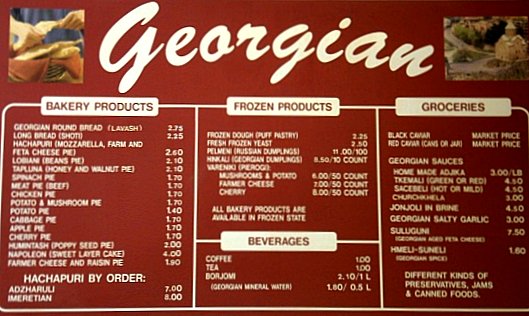 Georgian
BAKERY PRODUCTS
GEORGIAN ROUND BREAD (LAVASH) 2.75
LONG BREAD (SHOTI) 2.25
HACHAPURI (MOZZARELLA, FARM AND
FETA CHEESE PIE) 2.60
LOBIANI (BEANS PIE) 2.10
TAPLUNA (HONEY AND WALNUT PIE) 2.10
SPINACH PIE 1.70
MEAT PIE (BEEF) 1.70
CHICKEN PIE 1.70
POTATO & MUSHROOM PIE 1.70
POTATO PIE 1.40
CABBAGE PIE 1.70
APPLE PIE 1.70
CHERRY PIE 1.70
HUMINTASH (POPPY SEED PIE) 2.00
NAPOLEON (SWEET LAYER CAKE) 4.00
FARMER CHEESE AND RAISIN PIE 1.90
HACHAPURI BY ORDER:
ADZHARULI 7.00
IMERETIAN 8.00
FROZEN PRODUCTS
FROZEN DOUGH (PUFF PASTRY) 2.25
FRESH FROZEN YEAST 2.50
PELMENI (RUSSIAN DUMPLINGS) 11.00/100
HINKALI (GEORGIAN DUMPLINGS) 8.50/10 COUNT
VARENIKI (PIEROGI):
MUSHROOMS & POTATO 6.00/50 COUNT
FARMER CHEESE 7.00/50 COUNT
CHERRY 8.00/50 COUNT
ALL BAKERY PRODUCTS ARE
AVAILABLE IN FROZEN STATE
BEVERAGES
COFFEE 1.00
TEA 1.00
BORJOMI 2.10/1 L
(GEORGIAN MINERAL WATER) 1.80/ 0.5 L
GROCERIES
BLACK CAVIAR MARKET PRICE
RED CAVIAR (CANS OR JAR) MARKET PRICE
GEORGIAN SAUCES
HOME MADE ADJIKA 3.00/LB
TKEMALI (GREEN OR RED) 4.50
SACEBELI (HOT OR MILD) 4.50
CHURCHKHELA 3.00
JONJOLI IN BRINE 4.50
GEORGIAN SALTY GARLIC 3.00
SULUGUNI 7.50
(GEORGIAN AGED FETA CHEESE)
HMELI-SUNELI 1.50
(GEORGIAN SPICE)
DIFFERENT KINDS OF
PRESERVATIVES, JAMS
& CANNED FOODS.